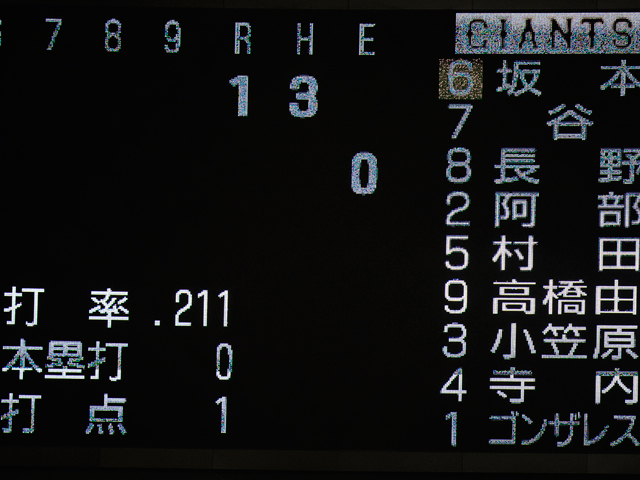 7 8 9 R H E
1 3
0
打率 .211
本塁打 0
打点 1
GIANTS
6 坂本
7 谷
8 長野
2 阿部
5 村田
9 高橋由
3 小笠原
4 寺内
1 ゴンザレス